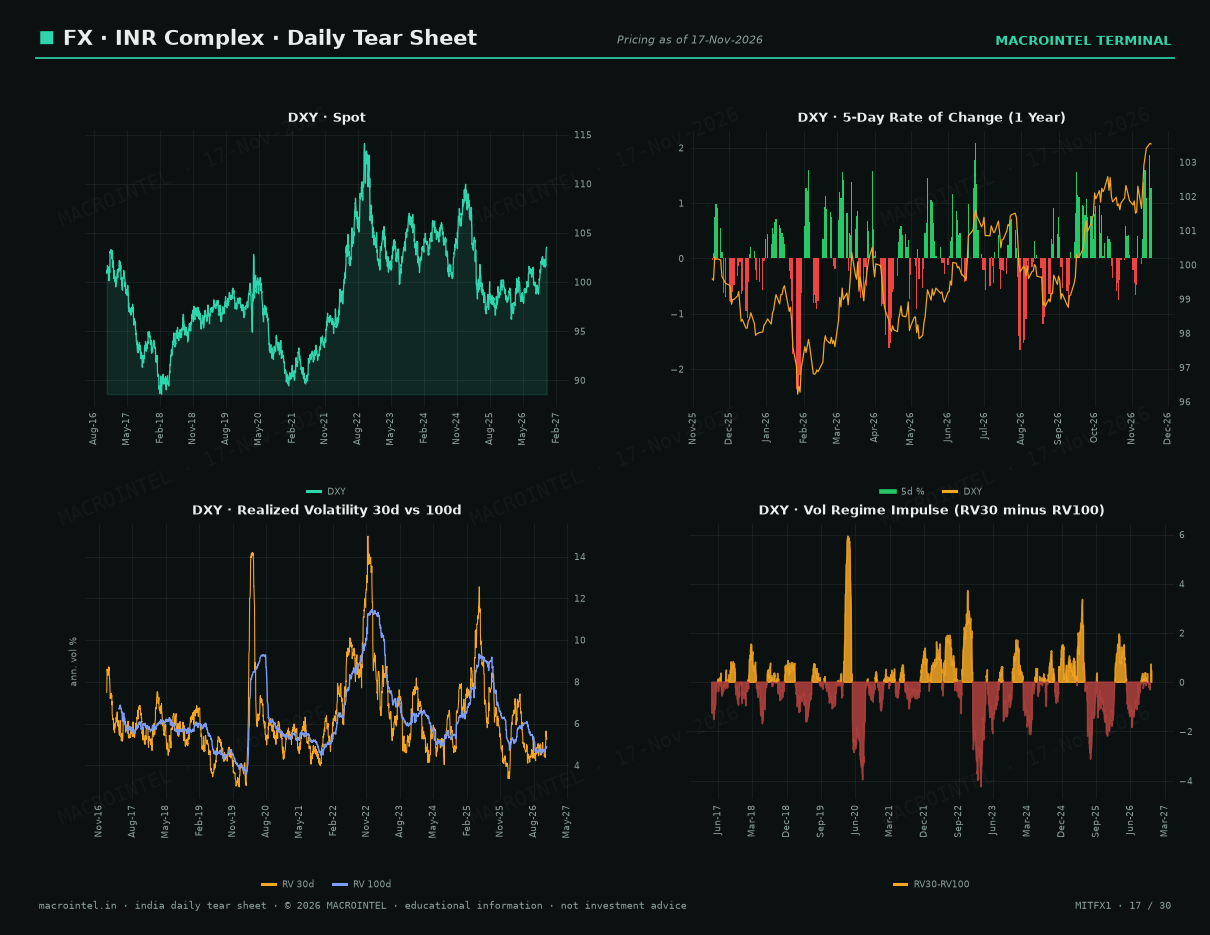 FX · INR Complex · Daily Tear Sheet
Pricing as of 17-Nov-2026
MACROINTEL TERMINAL
DXY · Spot
115
110
105
100
95
90
Aug-16 May-17 Feb-18 Nov-18 Aug-19 May-20 Feb-21 Nov-21 Aug-22 May-23 Feb-24 Nov-24 Aug-25 May-26 Feb-27
DXY
DXY · 5-Day Rate of Change (1 Year)
2
1
0
−1
−2
103
102
101
100
99
98
97
96
Nov-25 Dec-25 Jan-26 Feb-26 Mar-26 Apr-26 May-26 Jun-26 Jul-26 Aug-26 Sep-26 Oct-26 Nov-26 Dec-26
5d % DXY
DXY · Realized Volatility 30d vs 100d
ann. vol %
14
12
10
8
6
4
Nov-16 Aug-17 May-18 Feb-19 Nov-19 Aug-20 May-21 Feb-22 Nov-22 Aug-23 May-24 Feb-25 Nov-25 Aug-26 May-27
RV 30d RV 100d
DXY · Vol Regime Impulse (RV30 minus RV100)
6
4
2
0
−2
−4
Jun-17 Mar-18 Dec-18 Sep-19 Jun-20 Mar-21 Dec-21 Sep-22 Jun-23 Mar-24 Dec-24 Sep-25 Jun-26 Mar-27
RV30-RV100
MACROINTEL · 17-Nov-2026
macrointel.in · india daily tear sheet · © 2026 MACROINTEL · educational information · not investment advice
MITFX1 · 17 / 30